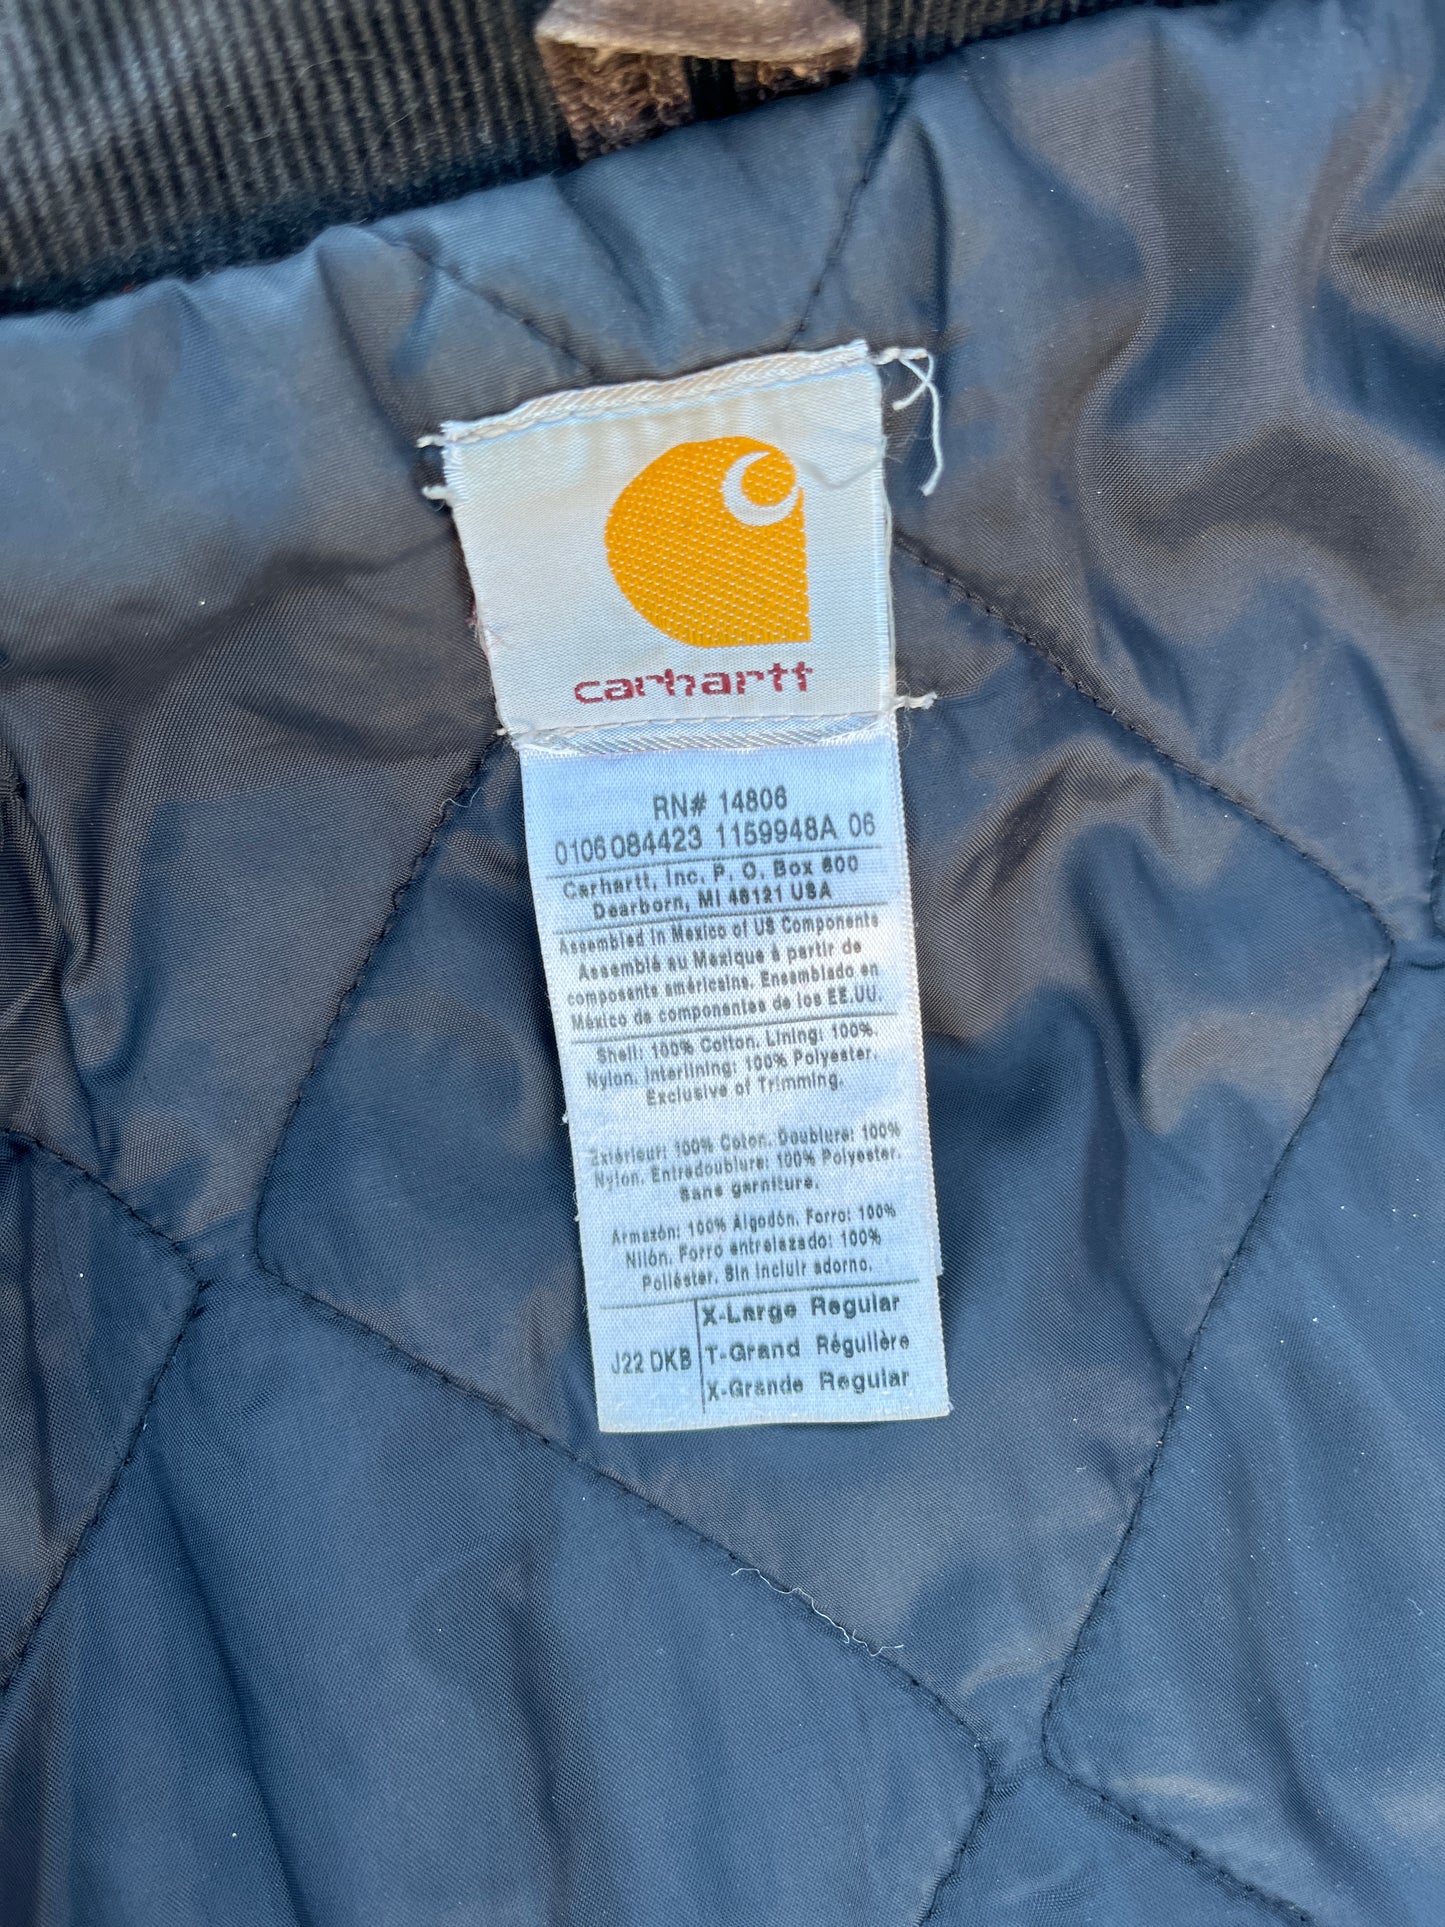 carhartt
RN# 14806
0106084423 1159948A 06
Carhartt, Inc. P. O. Box 600
Dearborn, MI 48121 USA
Assembled in Mexico of US Components
Assemblé au Mexique à partir de
composants américains. Ensamblado en
México de componentes de los EE.UU.
Shell: 100% Cotton. Lining: 100%
Nylon. Interlining: 100% Polyester.
Exclusive of Trimming.
Extérieur: 100% Coton. Doublure: 100%
Nylon. Entredoublure: 100% Polyester.
Sans garniture.
Armazón: 100% Algodón. Forro: 100%
Nilón. Forro entrelazado: 100%
Poliéster. Sin incluir adorno.
J22 DKB
X-Large Regular
T-Grand Régulière
X-Grande Regular